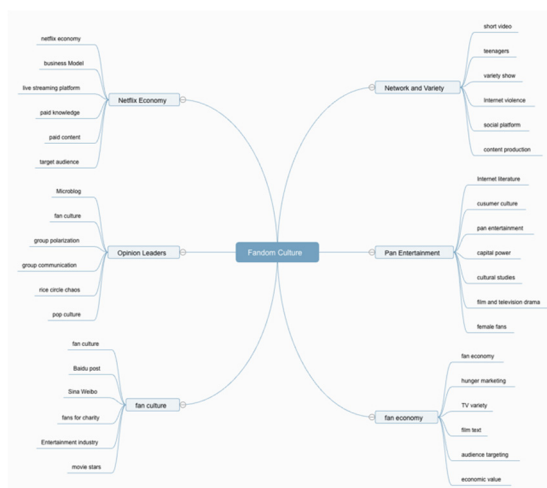 Fandom Culture
Netflix Economy
netflix economy
business Model
live streaming platform
paid knowledge
paid content
target audience
Opinion Leaders
Microblog
fan culture
group polarization
group communication
rice circle chaos
pop culture
fan culture
fan culture
Baidu post
Sina Weibo
fans for charity
Entertainment industry
movie stars
Network and Variety
short video
teenagers
variety show
Internet violence
social platform
content production
Pan Entertainment
Internet literature
cusumer culture
pan entertainment
capital power
cultural studies
film and television drama
female fans
fan economy
fan economy
hunger marketing
TV variety
film text
audience targeting
economic value